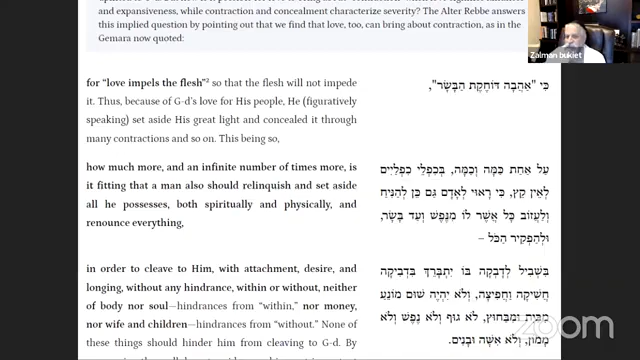 and expansiveness, while contraction and concealment characterize severity? The Alter Rebbe answers
this implied question by pointing out that we find that love, too, can bring about contraction, as in the
Gemara now quoted:
for “love impels the flesh”² so that the flesh will not impede
it. Thus, because of G-d’s love for His people, He (figuratively
speaking) set aside His great light and concealed it through
many contractions and so on. This being so,
כִּי "אַהֲבָה דּוֹחֶקֶת הַבָּשָׂר",
how much more, and an infinite number of times more, is
it fitting that a man also should relinquish and set aside
all he possesses, both spiritually and physically, and
renounce everything,
עַל אַחַת כַּמָּה וְכַמָּה, בְּכִפְלֵי כִפְלַיִים
לְאֵין קֵץ, כִּי רָאוּי לְאָדָם גַּם כֵּן לְהַנִּיחַ
וְלַעֲזוֹב כָּל אֲשֶׁר לוֹ מִנֶּפֶשׁ וְעַד בָּשָׂר,
וּלְהַפְקִיר הַכֹּל –
in order to cleave to Him, with attachment, desire, and
longing, without any hindrance, within or without, neither
of body nor soul—hindrances from “within,” nor money,
nor wife and children—hindrances from “without.” None of
these things should hinder him from cleaving to G-d. By
בִּשְׁבִיל לְדָבְקָה בּוֹ יִתְבָּרֵךְ בִּדְבִיקָה
חֲשִׁיקָה וַחֲפִיצָה, וְלֹא יִהְיֶה שׁוּם מוֹנֵעַ
מִבַּיִת וּמִבַּחוּץ, לֹא גוּף וְלֹא נֶפֶשׁ וְלֹא
מָמוֹן, וְלֹא אִשָּׁה וּבָנִים.
Zalman bukiet
zoom